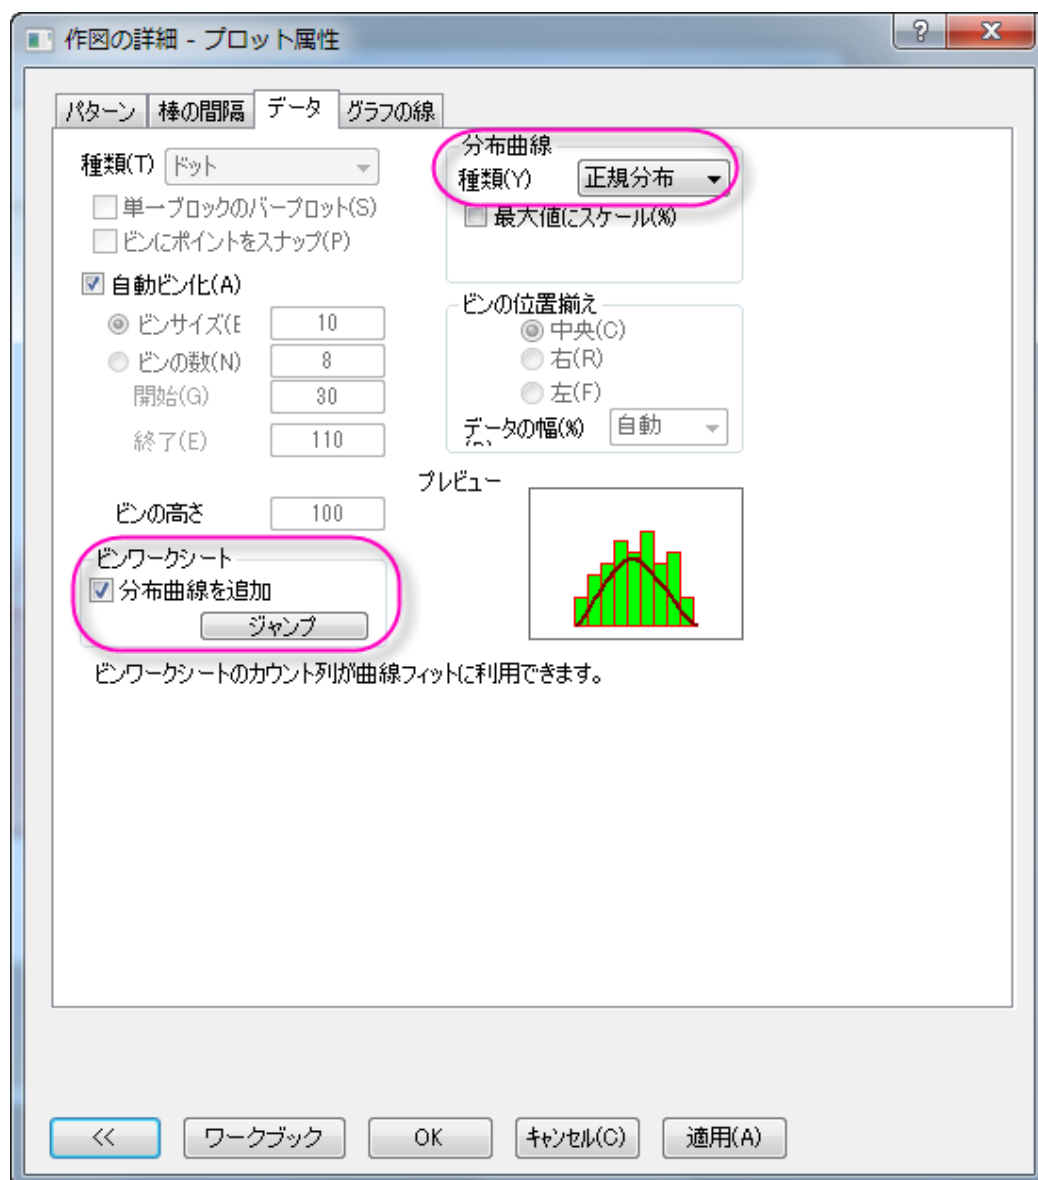 作図の詳細 - プロット属性
? x
パターン 棒の間隔 データ グラフの線
種類(T) ドット
単一ブロックのバープロット(S)
ビンにポイントをスナップ(P)
自動ビン化(A)
ビンサイズ(E 10
ビンの数(N) 8
開始(G) 30
終了(E) 110
ビンの高さ 100
ビンワークシート
分布曲線を追加
ジャンプ
ビンワークシートのカウント列が曲線フィットに利用できます。
分布曲線
種類(Y) 正規分布
最大値にスケール(%)
ビンの位置揃え
中央(C)
右(R)
左(F)
データの幅(%) 自動
プレビュー
<< ワークブック OK キャンセル(C) 適用(A)